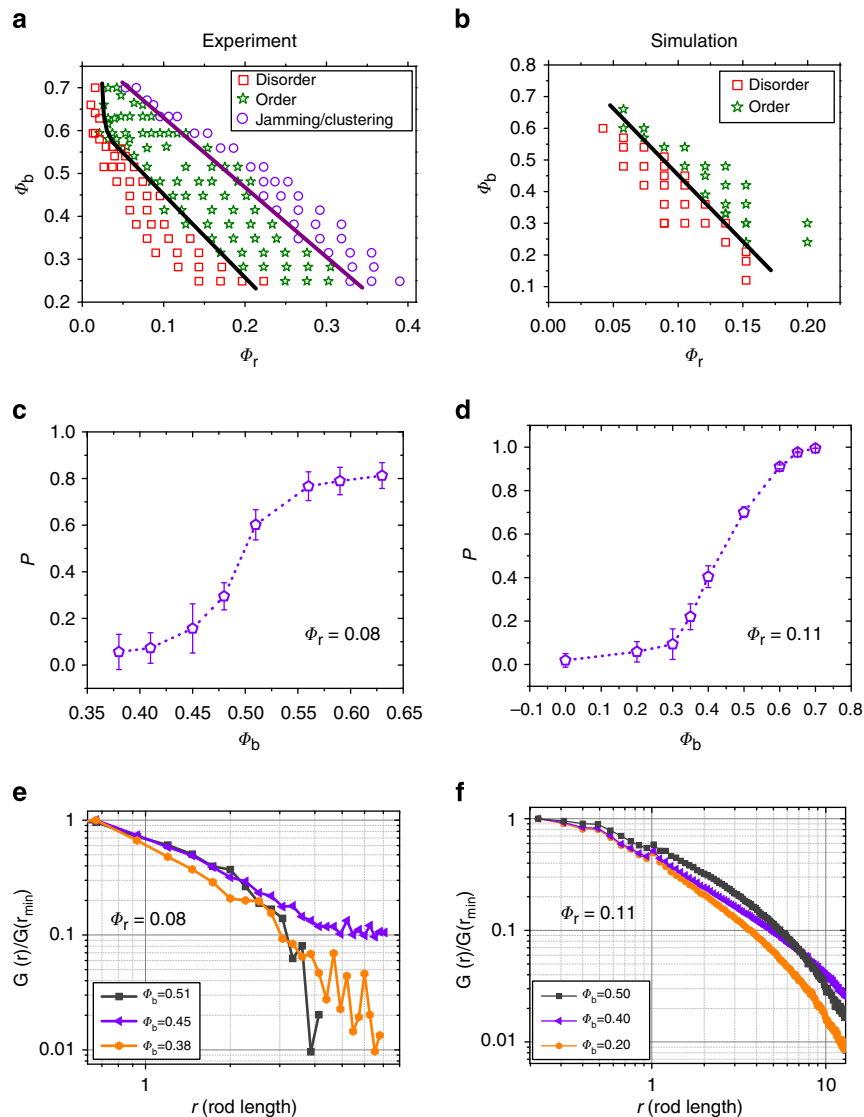 a
Experiment
0.7
0.6
0.5
0.4
0.3
0.2
Φb
Disorder
Order
Jamming/clustering
0.0 0.1 0.2 0.3 0.4
Φr
b
Simulation
0.8
0.7
0.6
0.5
0.4
0.3
0.2
0.1
Φb
Disorder
Order
0.00 0.05 0.10 0.15 0.20
Φr
c
1.0
0.8
0.6
0.4
0.2
0.0
P
Φr = 0.08
0.35 0.40 0.45 0.50 0.55 0.60 0.65
Φb
d
1.0
0.8
0.6
0.4
0.2
0.0
P
Φr = 0.11
–0.1 0.0 0.1 0.2 0.3 0.4 0.5 0.6 0.7 0.8
Φb
e
1
0.1
0.01
G (r)/G(rmin)
Φr = 0.08
Φb=0.51
Φb=0.45
Φb=0.38
1
r (rod length)
f
1
0.1
0.01
G (r)/G(rmin)
Φr = 0.11
Φb=0.50
Φb=0.40
Φb=0.20
1 10
r (rod length)